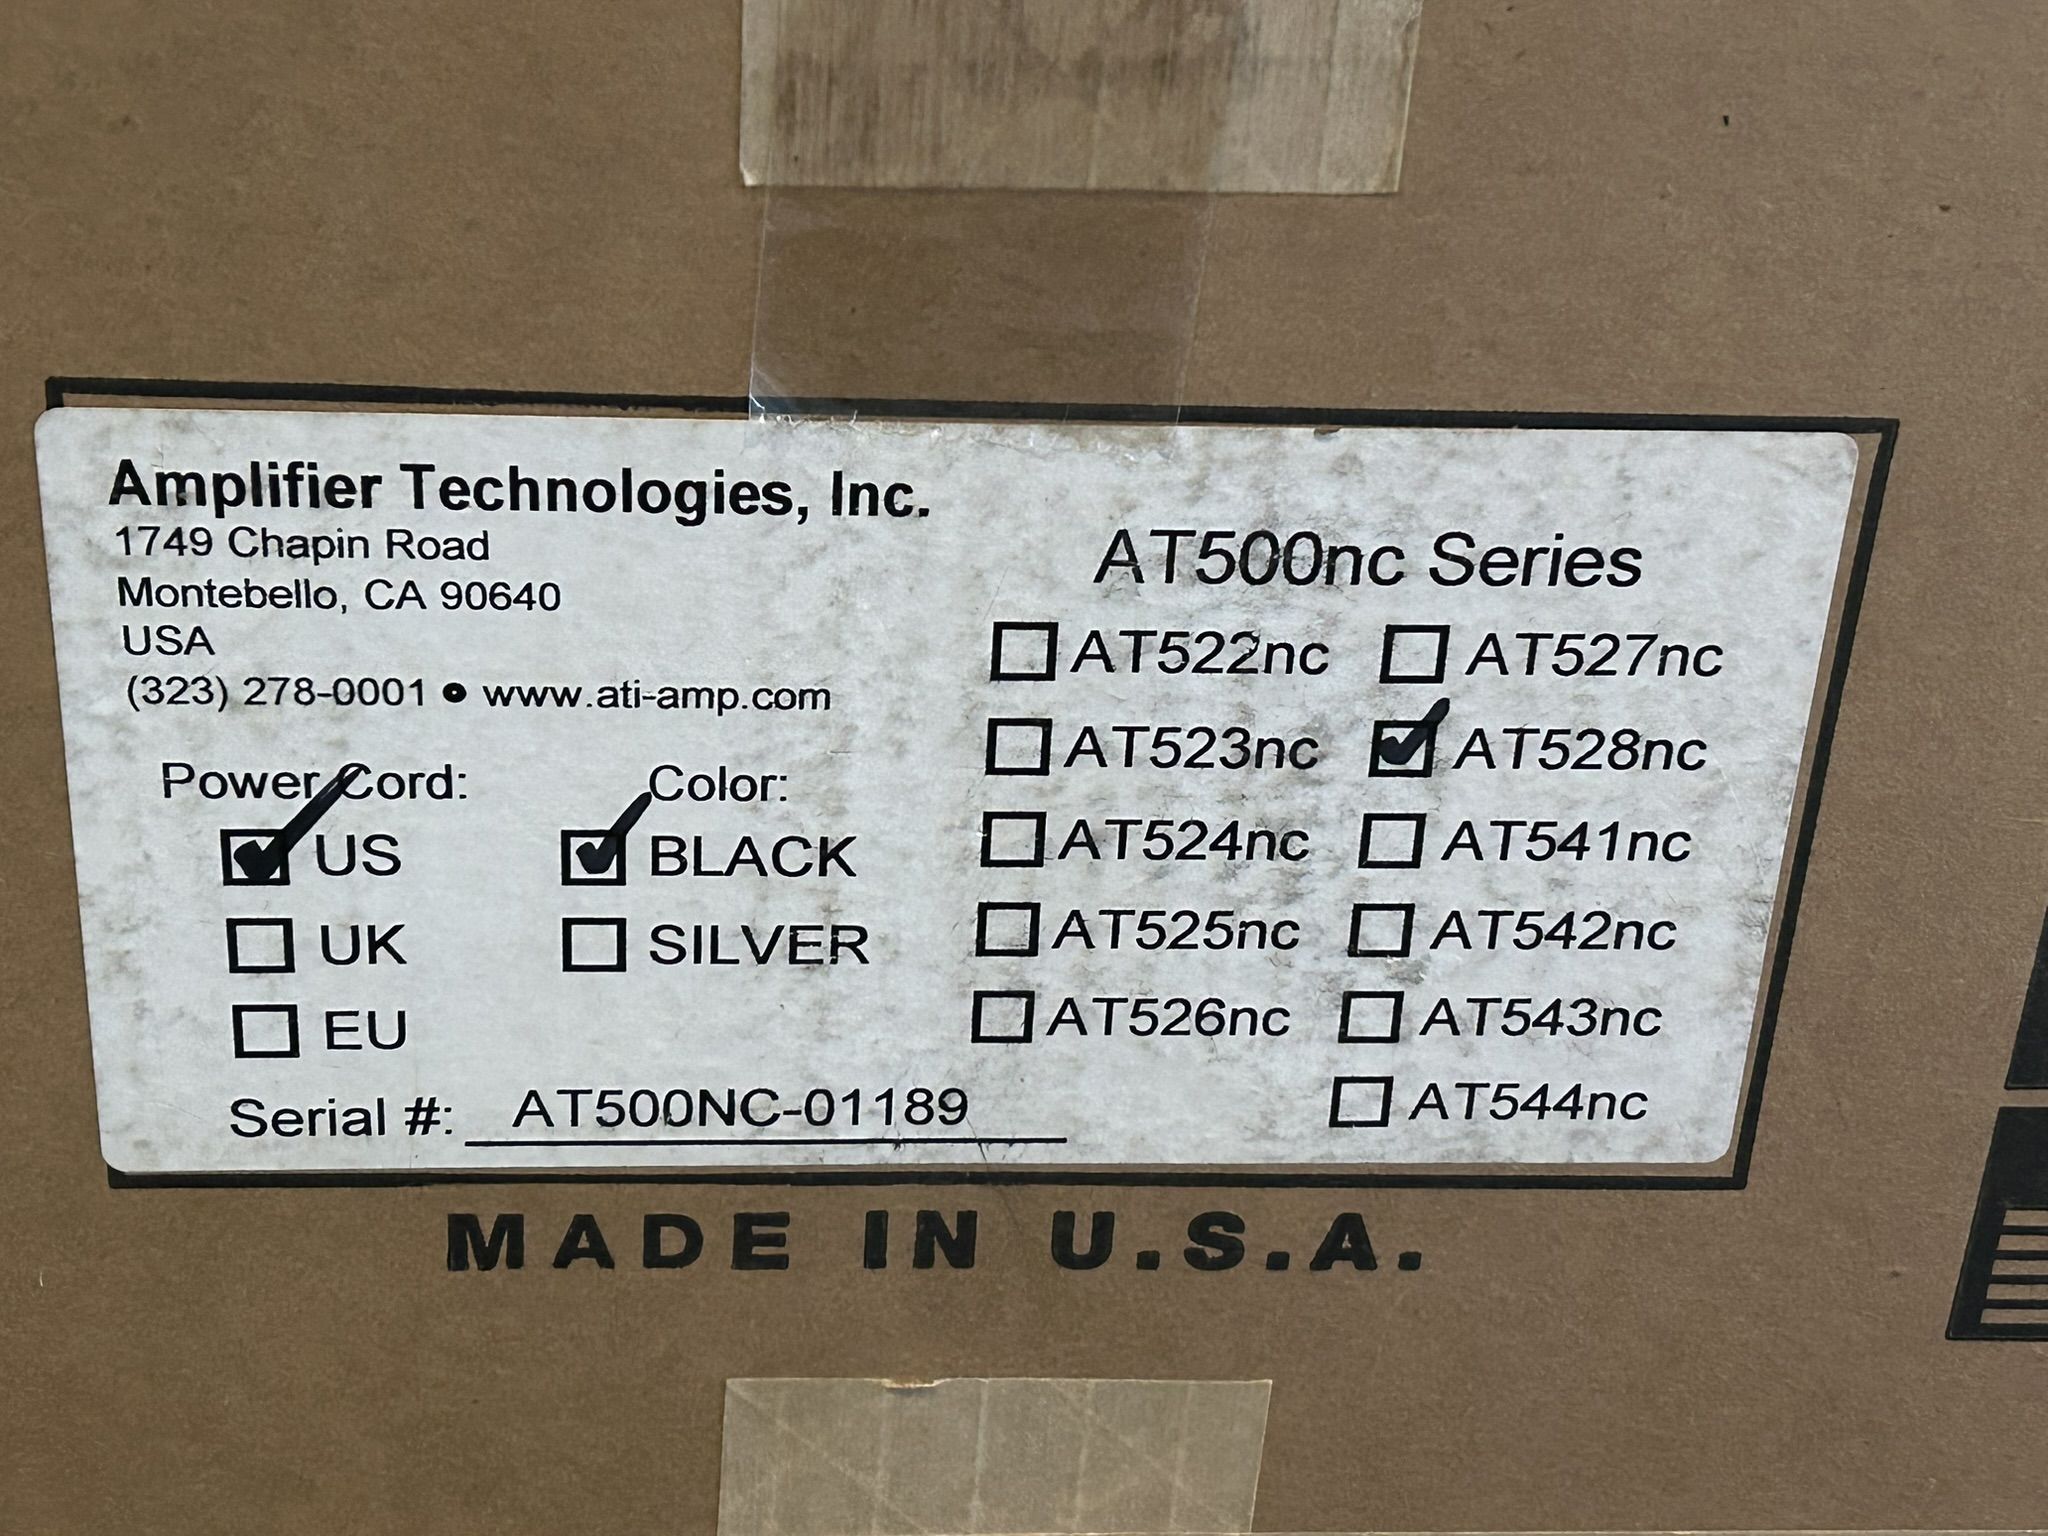 Amplifier Technologies, Inc.
1749 Chapin Road
Montebello, CA 90640
USA
(323) 278-0001 • www.ati-amp.com
Power Cord:
US
UK
EU
Color:
BLACK
SILVER
Serial #: AT500NC-01189
AT500nc Series
AT522nc AT527nc
AT523nc AT528nc
AT524nc AT541nc
AT525nc AT542nc
AT526nc AT543nc
AT544nc
MADE IN U.S.A.